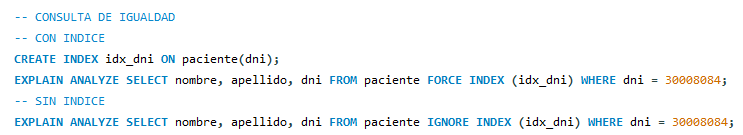 -- CONSULTA DE IGUALDAD
-- CON INDICE
CREATE INDEX idx_dni ON paciente(dni);
EXPLAIN ANALYZE SELECT nombre, apellido, dni FROM paciente FORCE INDEX (idx_dni) WHERE dni = 30008084;
-- SIN INDICE
EXPLAIN ANALYZE SELECT nombre, apellido, dni FROM paciente IGNORE INDEX (idx_dni) WHERE dni = 30008084;